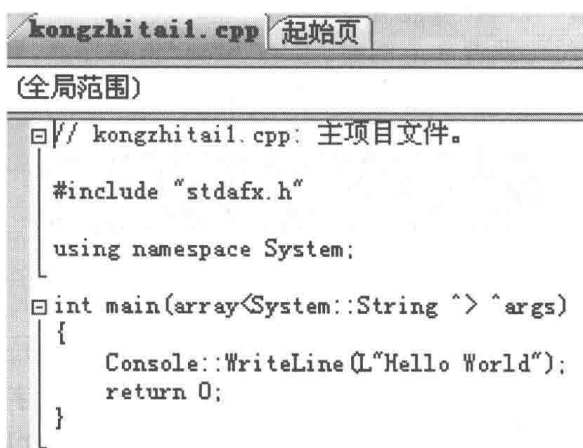 kongzhitai1.cpp 起始页
(全局范围)
// kongzhitai1.cpp: 主项目文件。
#include "stdafx.h"
using namespace System;
int main(array<System::String ^> ^args)
{
Console::WriteLine(L"Hello World");
return 0;
}